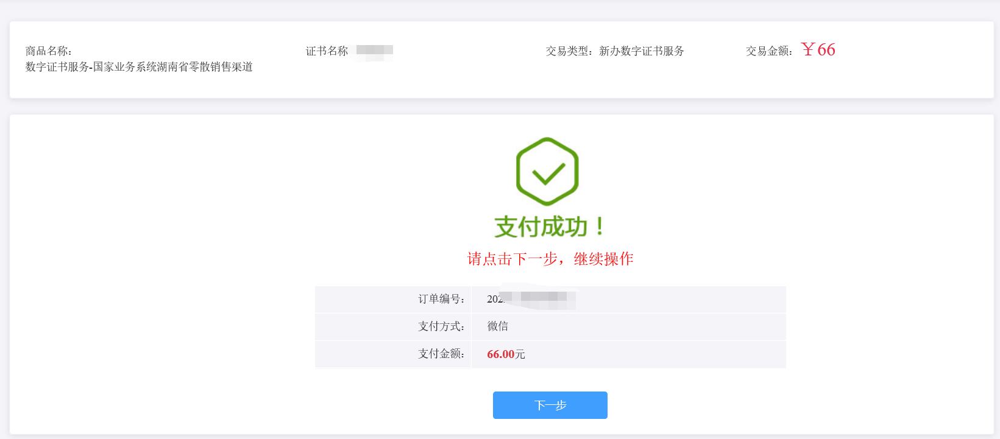 商品名称：
数字证书服务-国家业务系统湖南省零散销售渠道
证书名称
交易类型：新办数字证书服务
交易金额：￥66
支付成功！
请点击下一步，继续操作
订单编号： 202
支付方式： 微信
支付金额： 66.00元
下一步